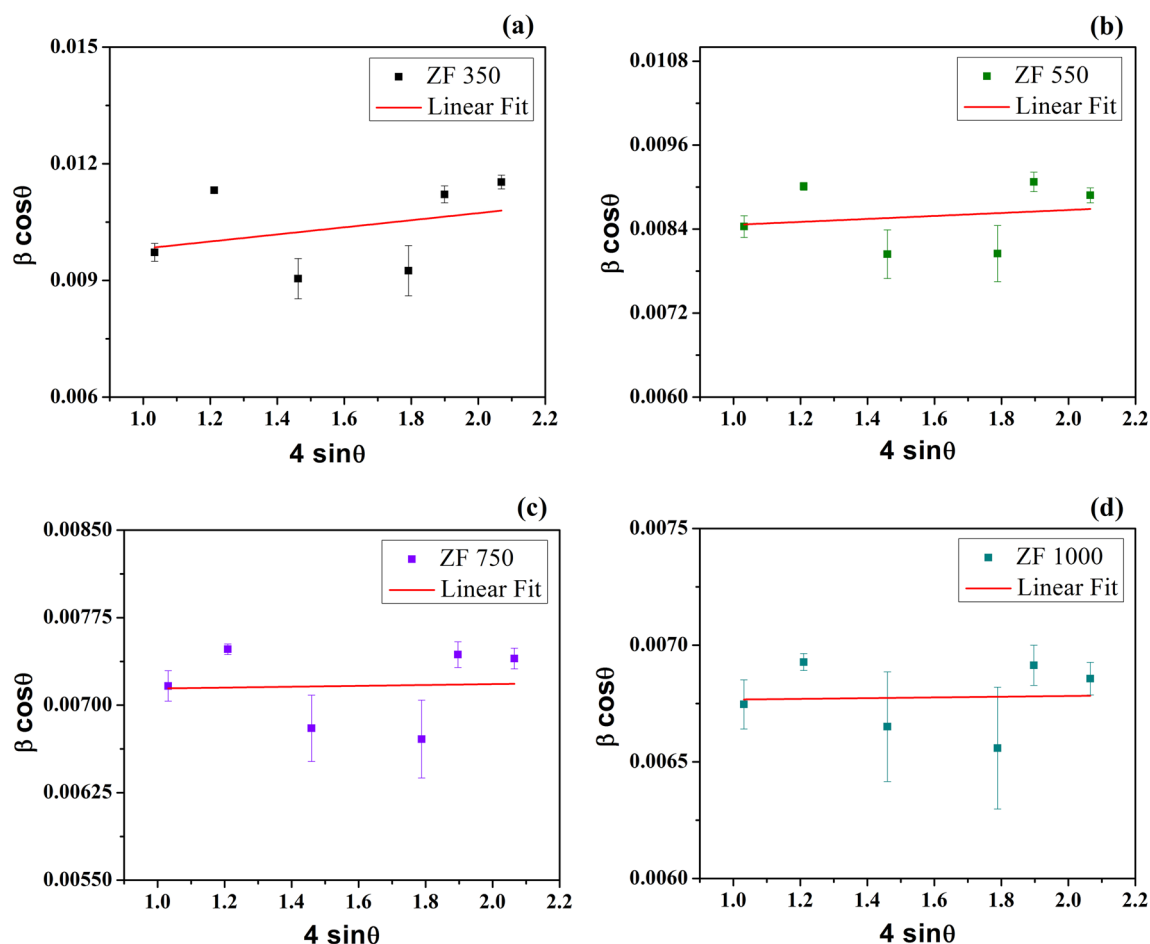 (a)
0.015
0.012
0.009
0.006
β cosθ
ZF 350
Linear Fit
1.0 1.2 1.4 1.6 1.8 2.0 2.2
4 sinθ
(b)
0.0108
0.0096
0.0084
0.0072
0.0060
β cosθ
ZF 550
Linear Fit
1.0 1.2 1.4 1.6 1.8 2.0 2.2
4 sinθ
(c)
0.00850
0.00775
0.00700
0.00625
0.00550
β cosθ
ZF 750
Linear Fit
1.0 1.2 1.4 1.6 1.8 2.0 2.2
4 sinθ
(d)
0.0075
0.0070
0.0065
0.0060
β cosθ
ZF 1000
Linear Fit
1.0 1.2 1.4 1.6 1.8 2.0 2.2
4 sinθ